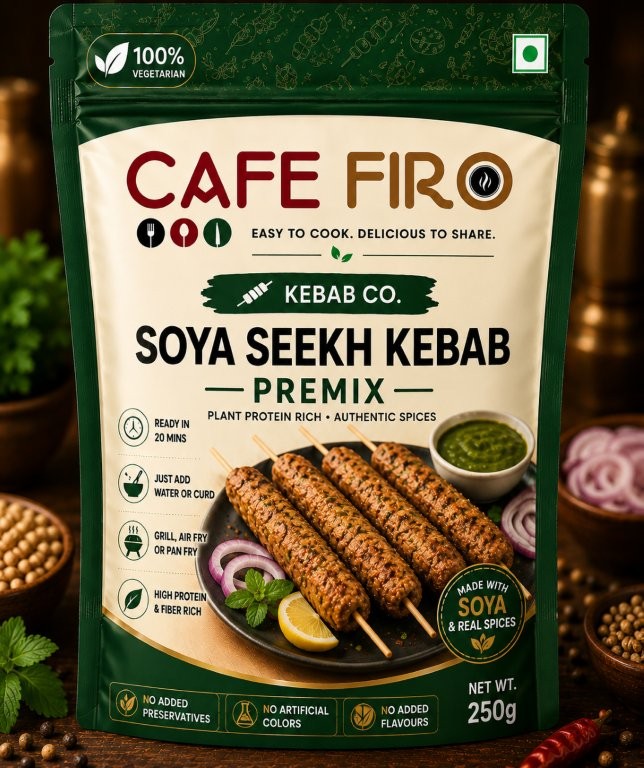 100%
VEGETARIAN
CAFE FIRO
EASY TO COOK. DELICIOUS TO SHARE.
KEBAB CO.
SOYA SEEKH KEBAB
PREMIX
PLANT PROTEIN RICH • AUTHENTIC SPICES
READY IN
20 MINS
JUST ADD
WATER OR CURD
GRILL, AIR FRY
OR PAN FRY
HIGH PROTEIN
& FIBER RICH
MADE WITH
SOYA
& REAL SPICES
NO ADDED
PRESERVATIVES
NO ARTIFICIAL
COLORS
NO ADDED
FLAVOURS
NET WT.
250g